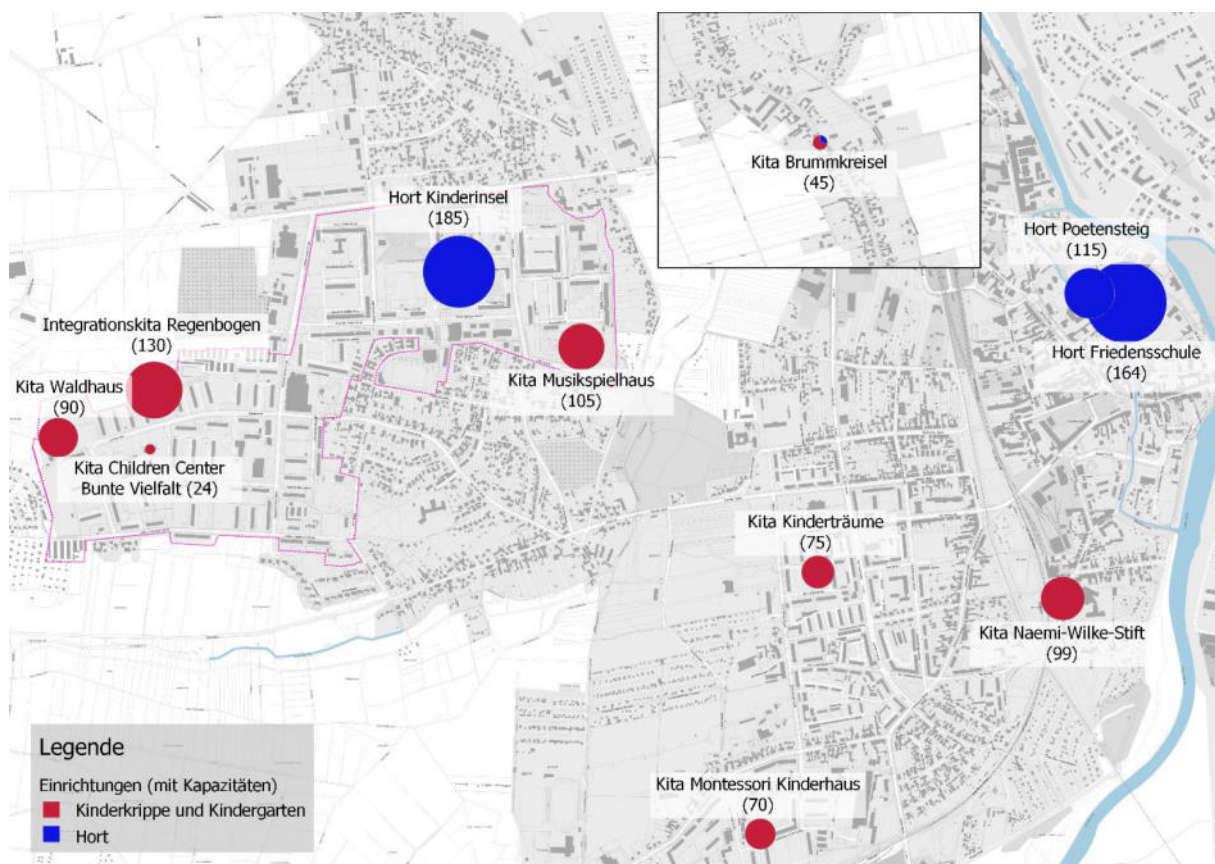 Kita Brummkreisel
(45)
Hort Kinderinsel
(185)
Hort Poetensteig
(115)
Integrationskita Regenbogen
(130)
Hort Friedensschule
(164)
Kita Waldhaus
(90)
Kita Musikspielhaus
(105)
Kita Children Center
Bunte Vielfalt (24)
Kita Kinderträume
(75)
Kita Naemi-Wilke-Stift
(99)
Kita Montessori Kinderhaus
(70)
Legende
Einrichtungen (mit Kapazitäten)
Kinderkrippe und Kindergarten
Hort